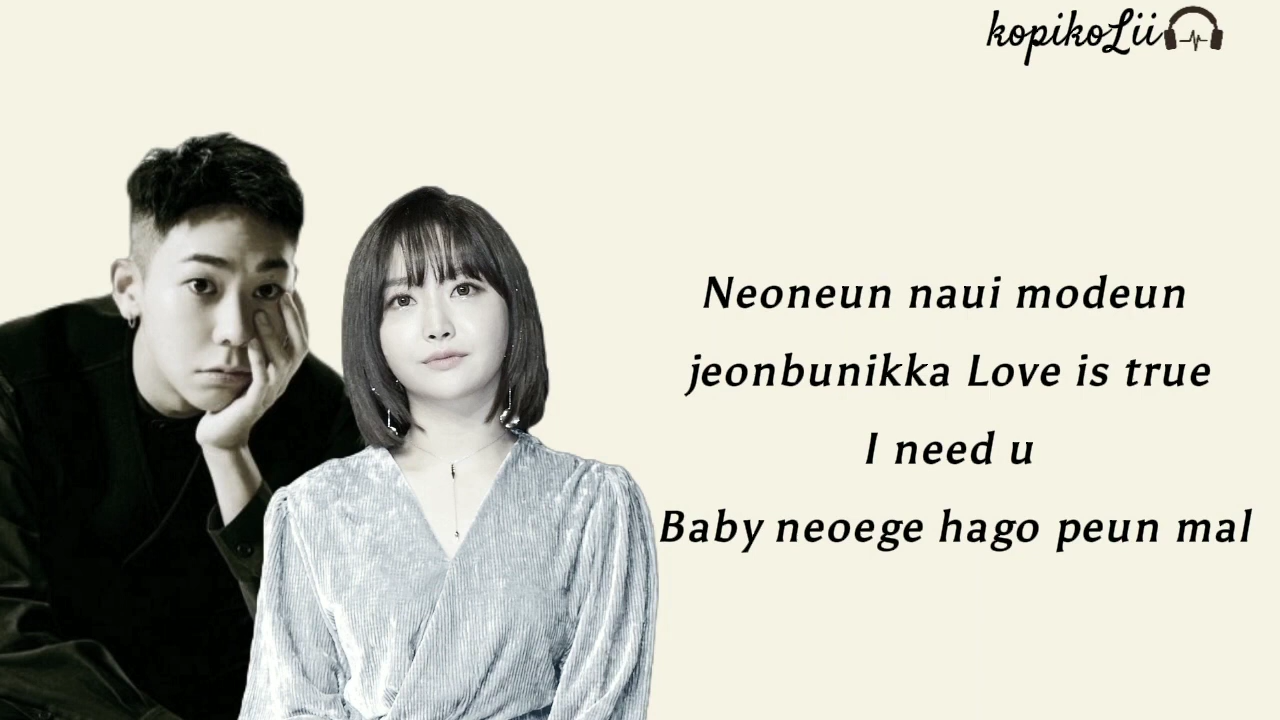 kopikoLii
Neoneun naui modeun
jeonbunikka Love is true
I need u
Baby neoege hago peun mal